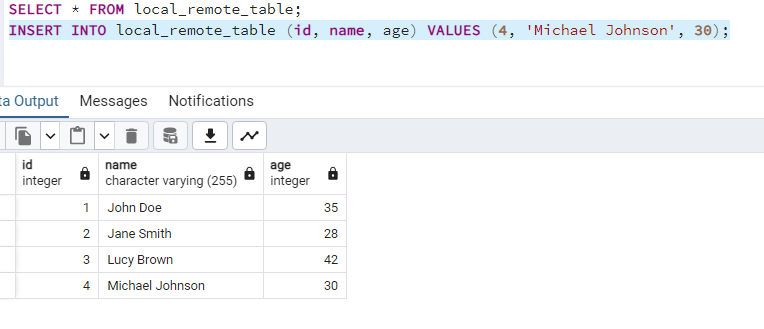 SELECT * FROM local_remote_table;
INSERT INTO local_remote_table (id, name, age) VALUES (4, 'Michael Johnson', 30);
ta Output Messages Notifications
id name age
integer character varying (255) integer
1 John Doe 35
2 Jane Smith 28
3 Lucy Brown 42
4 Michael Johnson 30